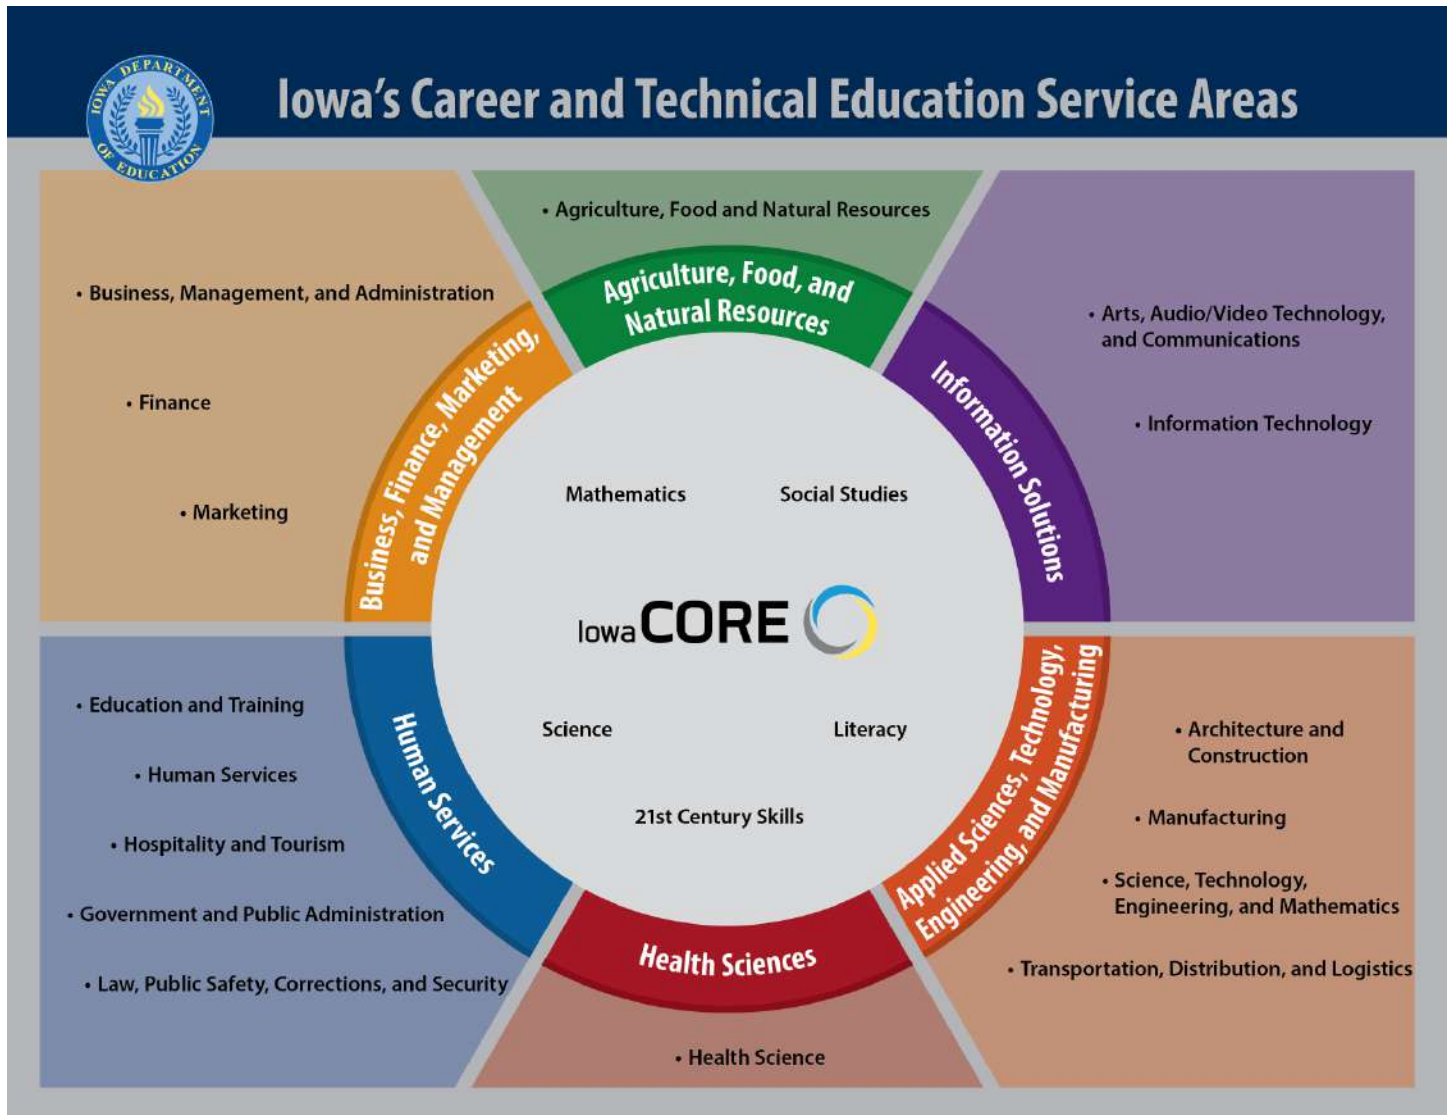 IOWA DEPARTMENT
OF EDUCATION
Iowa's Career and Technical Education Service Areas
• Agriculture, Food and Natural Resources
Agriculture, Food, and
Natural Resources
• Business, Management, and Administration
• Finance
• Marketing
Business, Finance, Marketing,
and Management
• Arts, Audio/Video Technology,
and Communications
• Information Technology
Information Solutions
Mathematics
Social Studies
Iowa CORE
Science
Literacy
21st Century Skills
• Education and Training
• Human Services
• Hospitality and Tourism
• Government and Public Administration
• Law, Public Safety, Corrections, and Security
Human Services
Applied Sciences, Technology,
Engineering, and Manufacturing
• Architecture and
Construction
• Manufacturing
• Science, Technology,
Engineering, and Mathematics
• Transportation, Distribution, and Logistics
Health Sciences
• Health Science